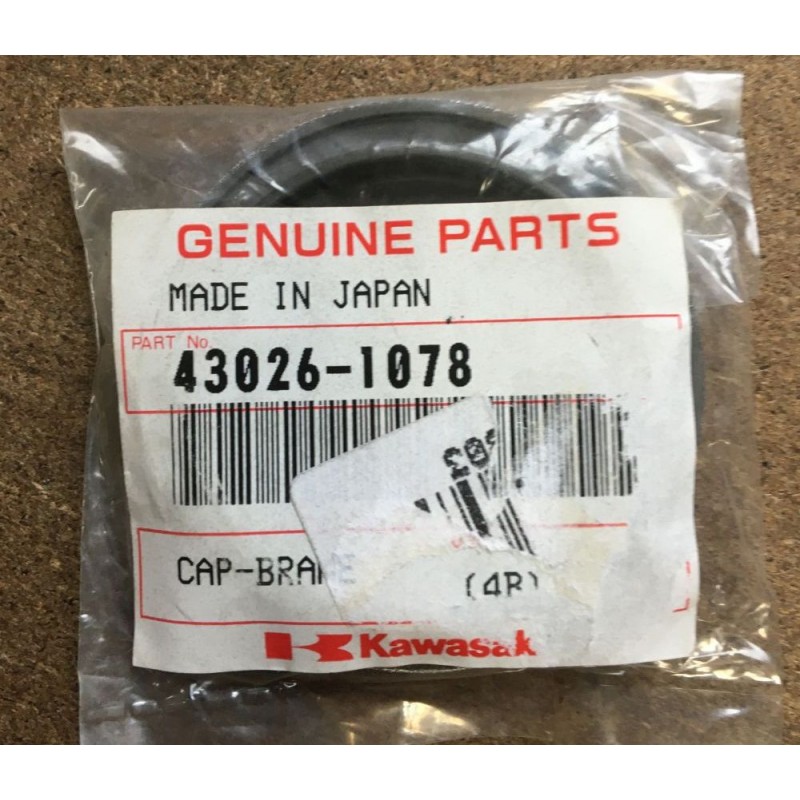 GENUINE PARTS
MADE IN JAPAN
PART No.
43026-1078
CAP-BRAKE
(4B)
Kawasaki